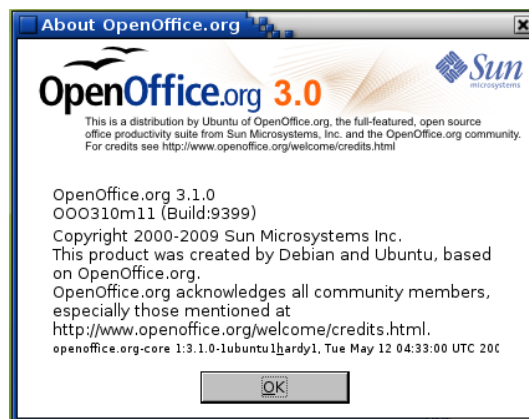 About OpenOffice.org
OpenOffice.org 3.0
Sun
microsystems
This is a distribution by Ubuntu of OpenOffice.org, the full-featured, open source
office productivity suite from Sun Microsystems, Inc. and the OpenOffice.org community.
For credits see http://www.openoffice.org/welcome/credits.html
OpenOffice.org 3.1.0
OOO310m11 (Build:9399)
Copyright 2000-2009 Sun Microsystems Inc.
This product was created by Debian and Ubuntu, based
on OpenOffice.org.
OpenOffice.org acknowledges all community members,
especially those mentioned at
http://www.openoffice.org/welcome/credits.html.
openoffice.org-core 1:3.1.0-1ubuntu1hardy1, Tue May 12 04:33:00 UTC
OK